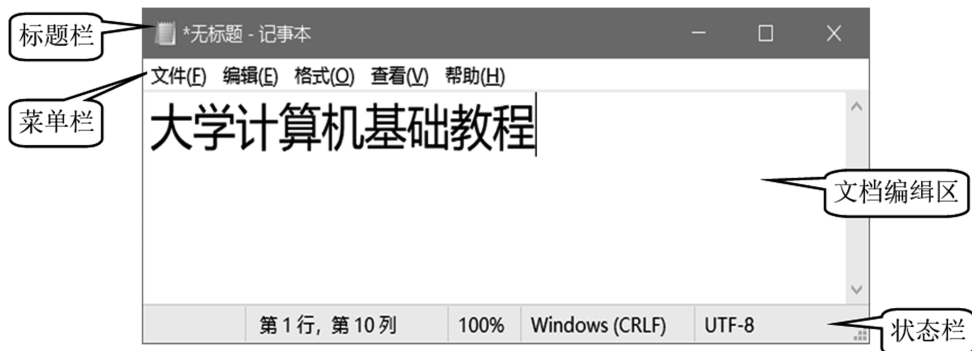 标题栏
*无标题 - 记事本
文件(F) 编辑(E) 格式(O) 查看(V) 帮助(H)
菜单栏
大学计算机基础教程
文档编缉区
第 1 行，第 10 列 100% Windows (CRLF) UTF-8
状态栏